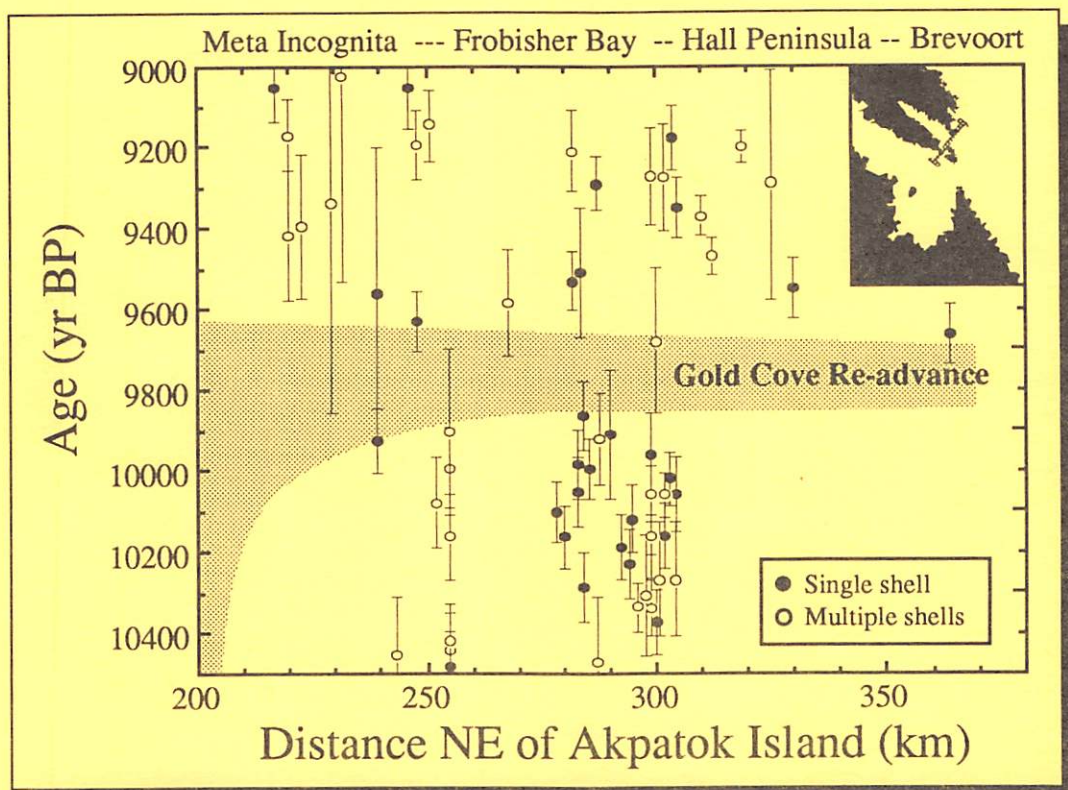 Meta Incognita --- Frobisher Bay -- Hall Peninsula -- Brevoort
Age (yr BP)
9000
9200
9400
9600
9800
10000
10200
10400
Gold Cove Re-advance
Single shell
Multiple shells
200
250
300
350
Distance NE of Akpatok Island (km)